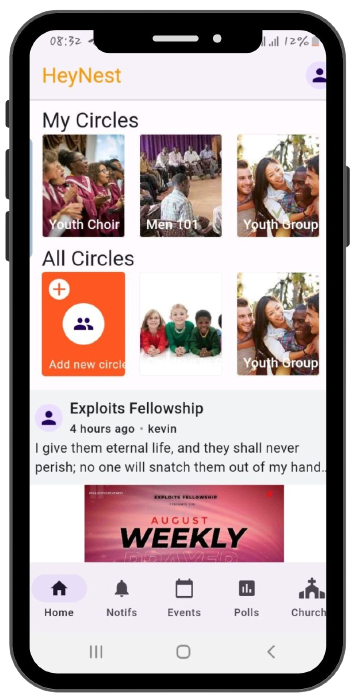 08:32
12%
HeyNest
My Circles
Youth Choir
Men 101
Youth Group
All Circles
Add new circle
Youth Group
Exploits Fellowship
4 hours ago • kevin
I give them eternal life, and they shall never
perish; no one will snatch them out of my hand..
EXPLOITS FELLOWSHIP
AUGUST
WEEKLY
PRAYER
Home
Notifs
Events
Polls
Church